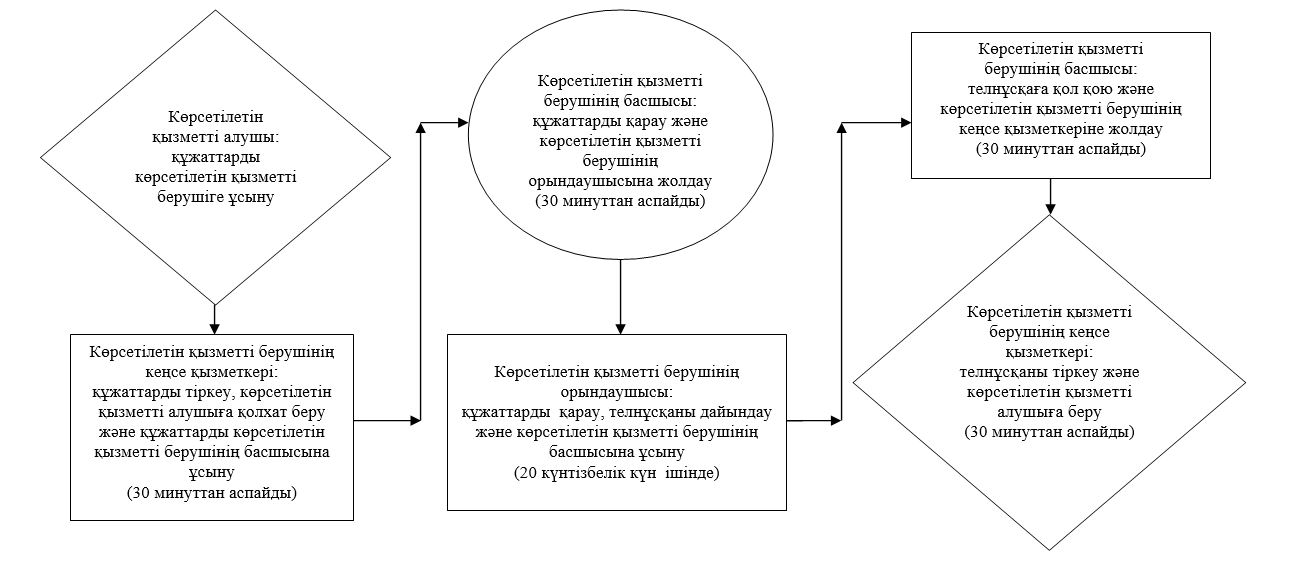 Көрсетілетін
қызметті алушы:
құжаттарды
көрсетілетін қызметті
берушіге ұсыну
Көрсетілетін қызметті берушінің
кеңсе қызметкері:
құжаттарды тіркеу, көрсетілетін
қызметті алушыға қолхат беру
және құжаттарды көрсетілетін
қызметті берушінің басшысына
ұсыну
(30 минуттан аспайды)
Көрсетілетін қызметті
берушінің басшысы:
құжаттарды қарау және
көрсетілетін қызметті
берушінің
орындаушысына жолдау
(30 минуттан аспайды)
Көрсетілетін қызметті берушінің
орындаушысы:
құжаттарды қарау, телнұсқаны дайындау
және көрсетілетін қызметті берушінің
басшысына ұсыну
(20 күнтізбелік күн ішінде)
Көрсетілетін қызметті
берушінің басшысы:
телнұсқаға қол қою және
көрсетілетін қызметті берушінің
кеңсе қызметкеріне жолдау
(30 минуттан аспайды)
Көрсетілетін қызметті
берушінің кеңсе
қызметкері:
телнұсқаны тіркеу және
көрсетілетін қызметті
алушыға беру
(30 минуттан аспайды)